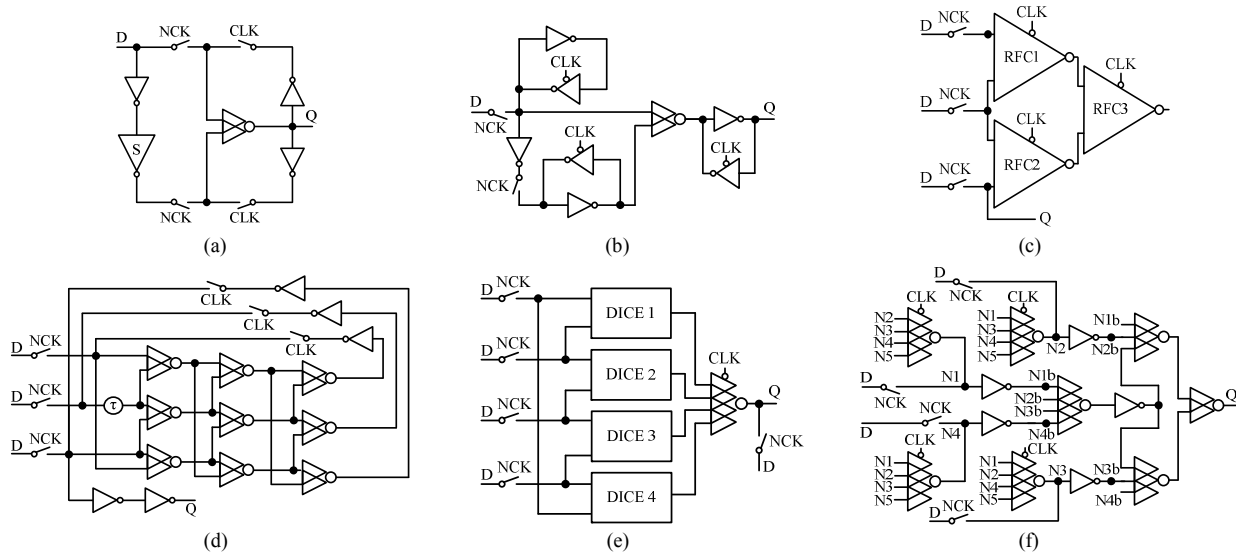 D NCK CLK
S
Q
NCK CLK
(a)
CLK
D
NCK
Q
CLK
NCK
CLK
(b)
D NCK CLK
RFC1
CLK
D NCK RFC3
CLK
D NCK RFC2
Q
(c)
CLK
CLK
CLK
D NCK
D NCK τ
D NCK
Q
(d)
D NCK DICE 1
D NCK DICE 2 CLK
Q
D NCK DICE 3 NCK
D
D NCK DICE 4
(e)
D
NCK
CLK CLK
N2 N1
N3 N3
N4 N4
N5 N5
N2 N2b
N1b
N1 N1b
N2b
N3b
N4b
D NCK
D NCK
N4
Q
CLK CLK
N1 N1
N2 N2
N3 N4
N5 N5
N3 N3b
N4b
D NCK
(f)